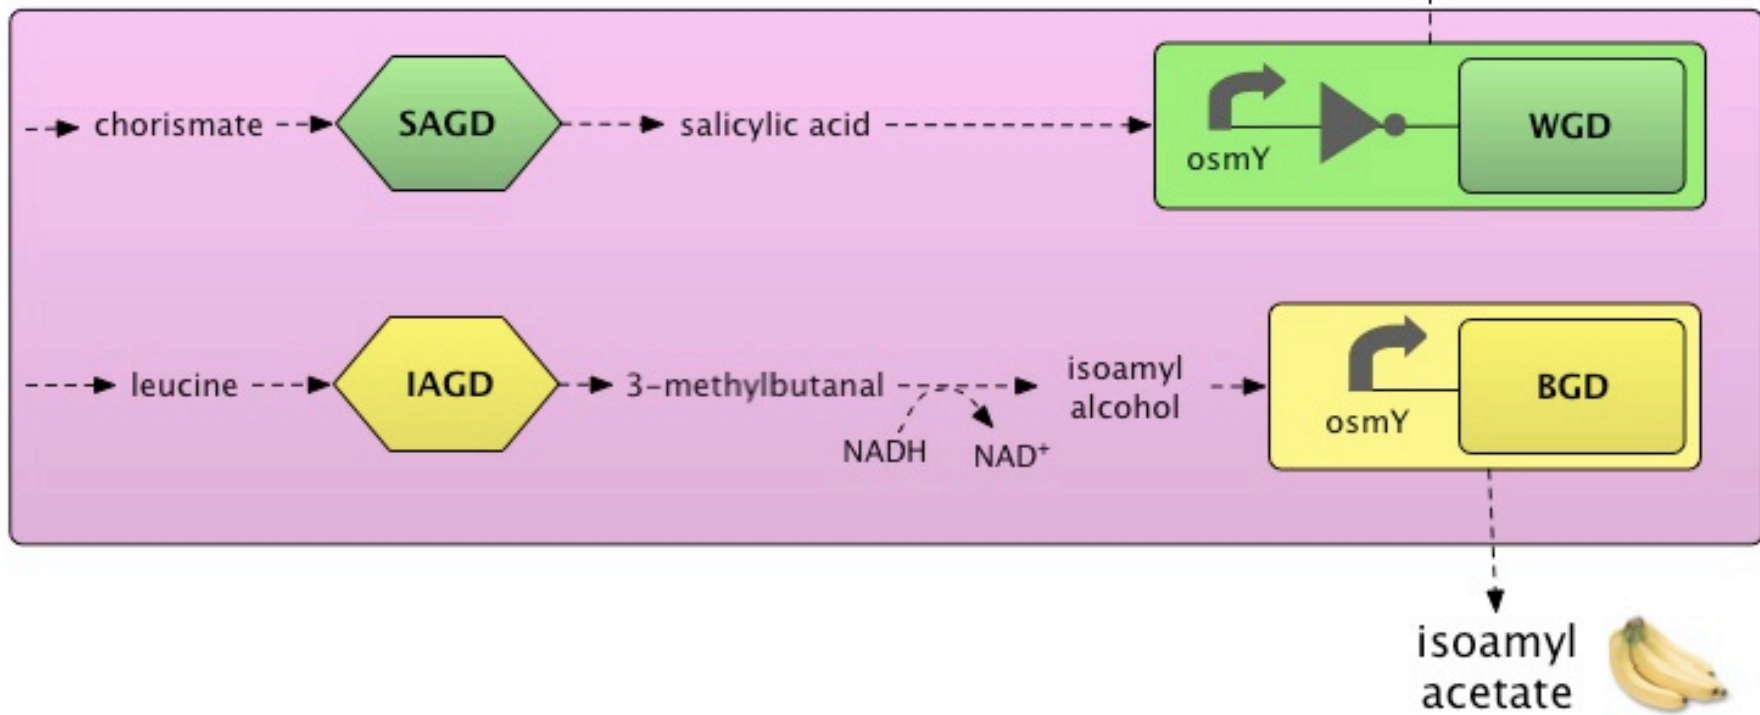 chorismate
SAGD
salicylic acid
osmY
WGD
leucine
IAGD
3-methylbutanal
NADH
NAD⁺
isoamyl
alcohol
osmY
BGD
isoamyl
acetate